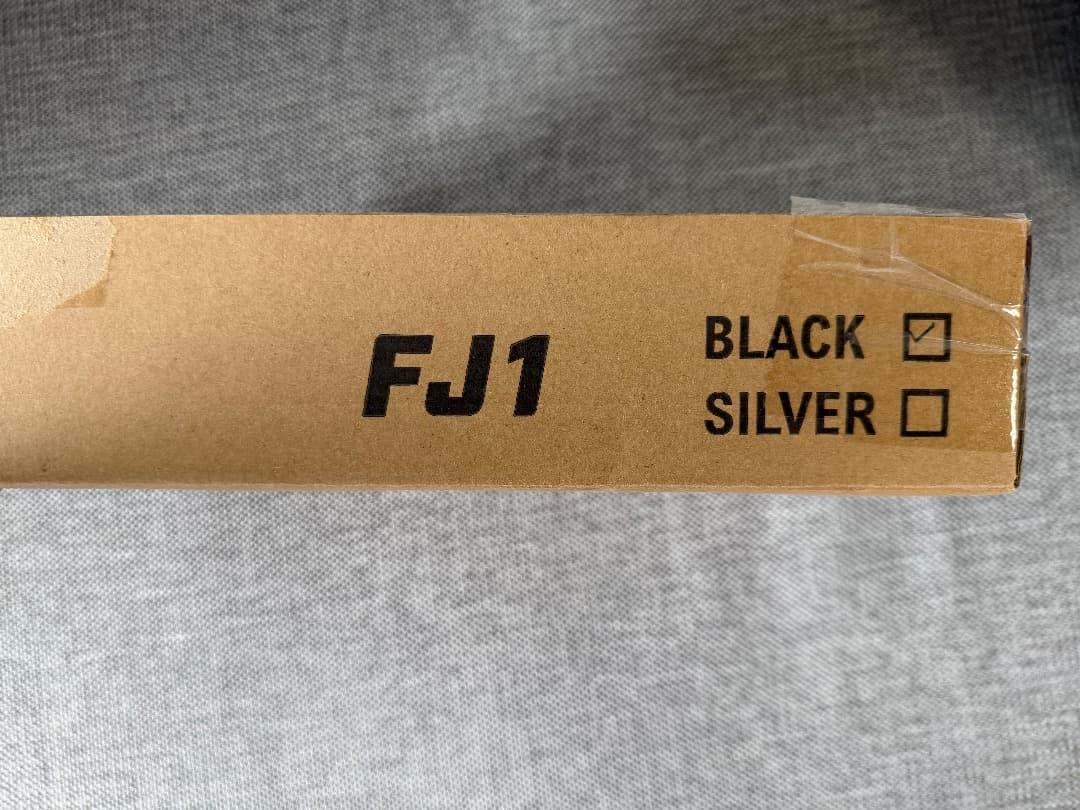 FJ1
BLACK ☑
SILVER ☐